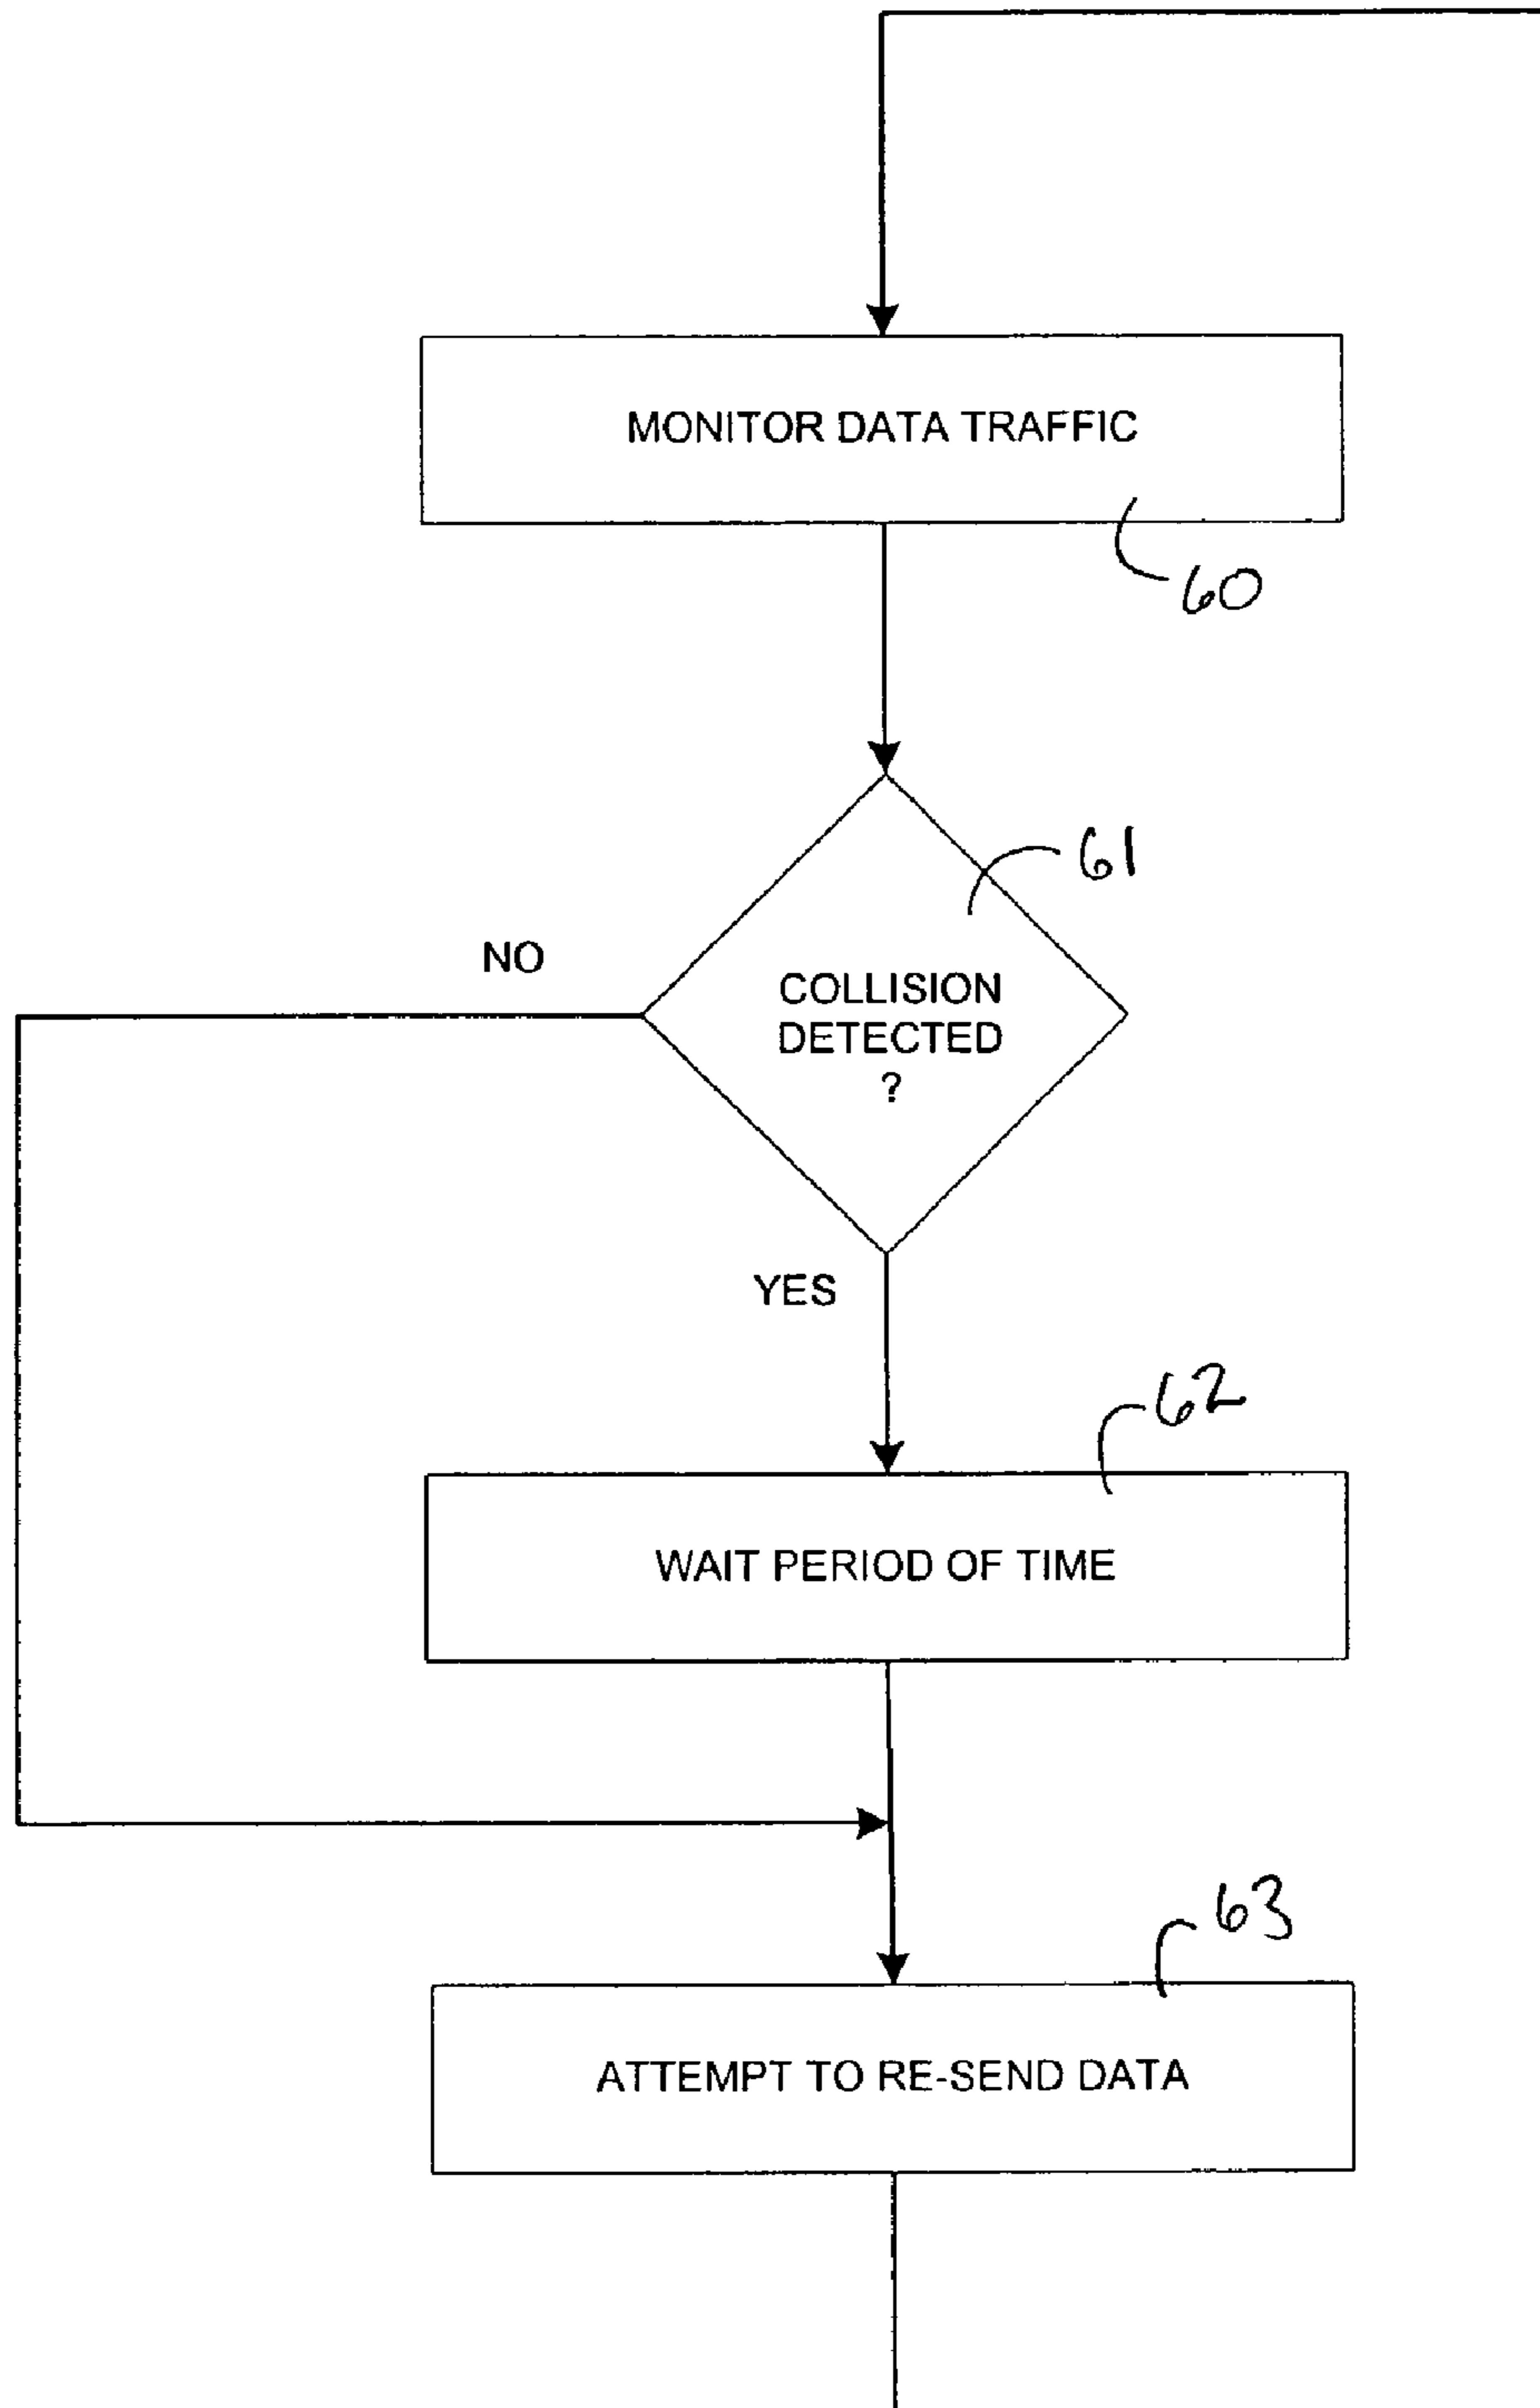 MONITOR DATA TRAFFIC
60
61
NO
COLLISION
DETECTED
?
YES
62
WAIT PERIOD OF TIME
63
ATTEMPT TO RE-SEND DATA